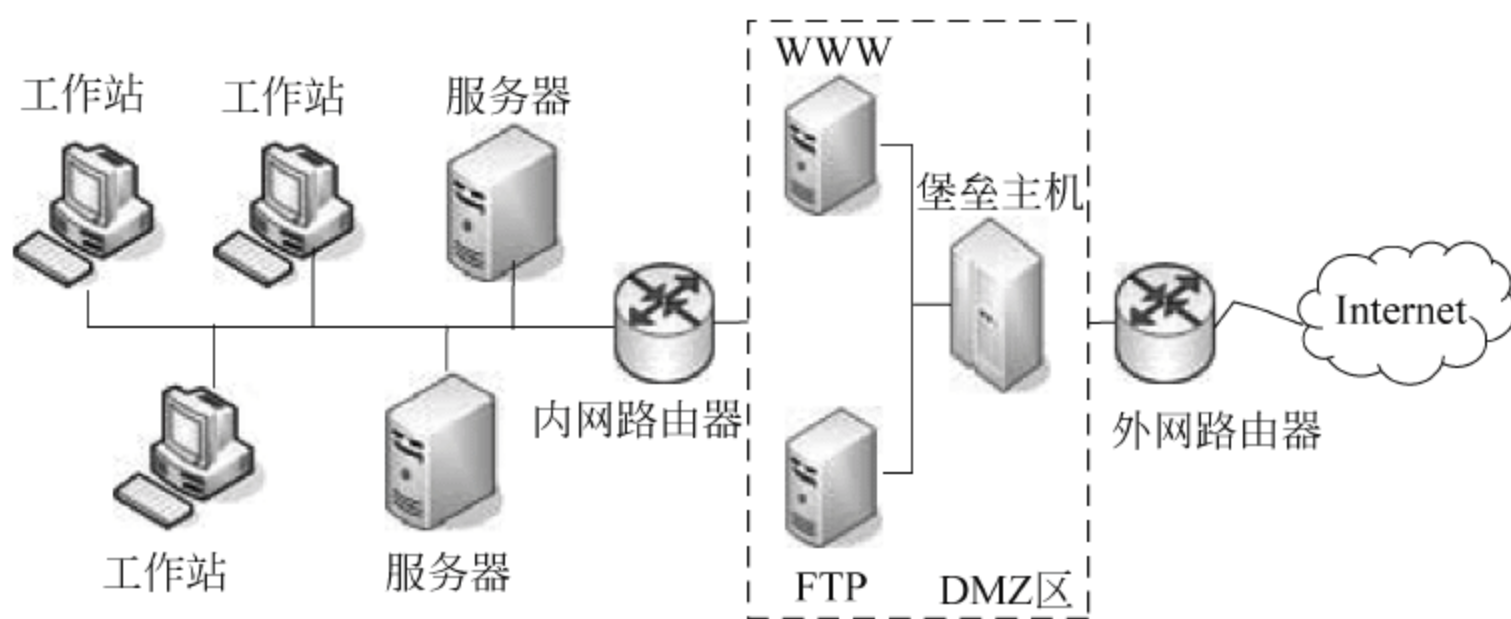 工作站
工作站
服务器
WWW
堡垒主机
Internet
内网路由器
外网路由器
工作站
服务器
FTP
DMZ区